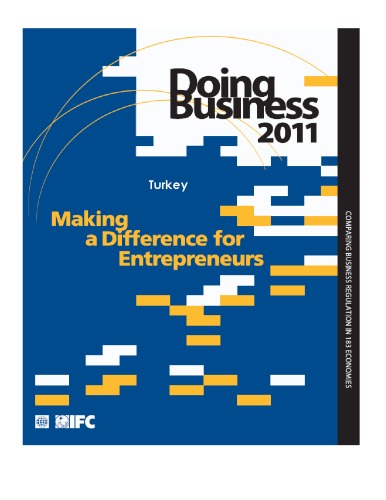 Doing
Business
2011
Turkey
Making
a Difference for
Entrepreneurs
COMPARING BUSINESS REGULATION IN 183 ECONOMIES
IFC